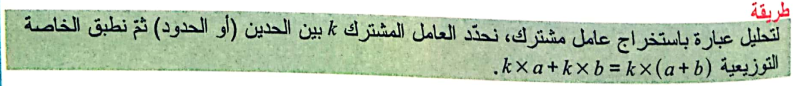 طريقة
لتحليل عبارة باستخراج عامل مشترك، نحدّد العامل المشترك k بين الحدين (أو الحدود) ثمّ نطبق الخاصة
التوزيعية k×a+k×b=k×(a+b).